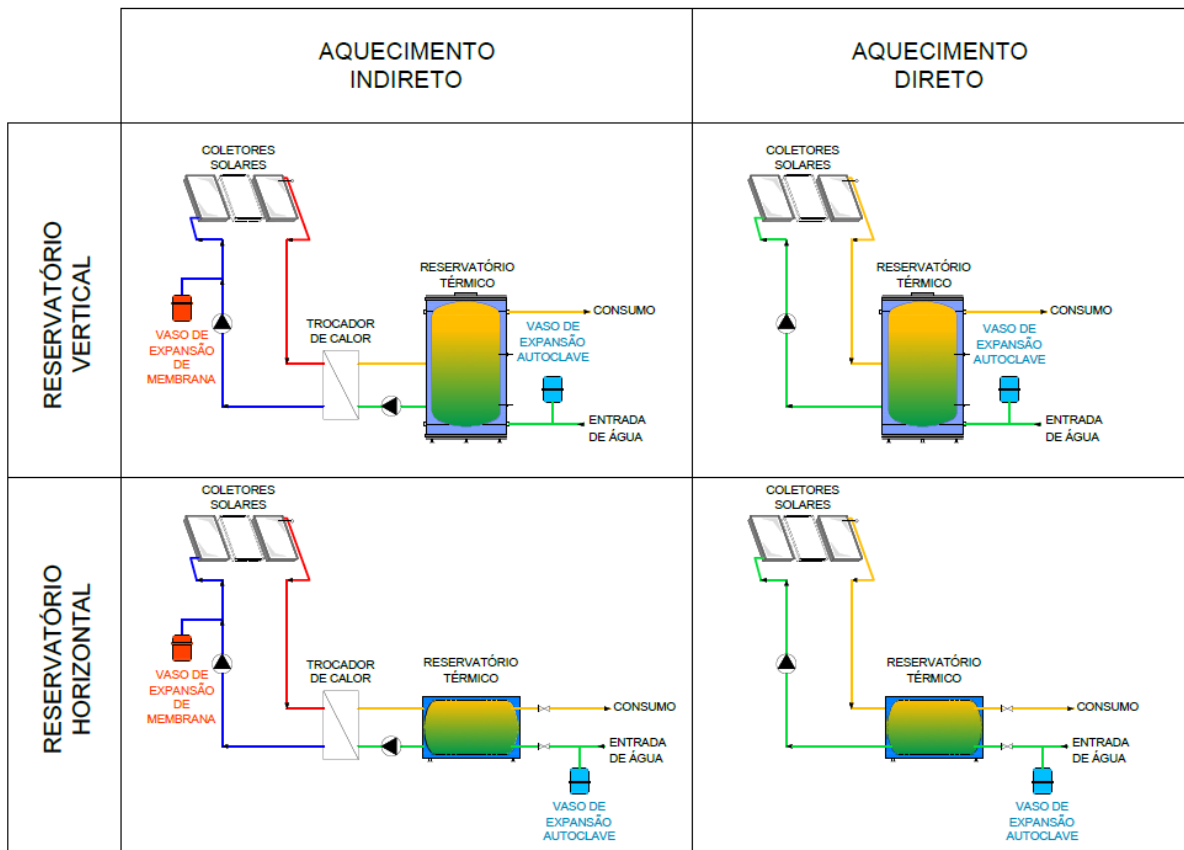 AQUECIMENTO
INDIRETO
AQUECIMENTO
DIRETO
RESERVATÓRIO
VERTICAL
COLETORES
SOLARES
VASO DE
EXPANSÃO
DE
MEMBRANA
TROCADOR
DE CALOR
RESERVATÓRIO
TÉRMICO
CONSUMO
VASO DE
EXPANSÃO
AUTOCLAVE
ENTRADA
DE ÁGUA
COLETORES
SOLARES
RESERVATÓRIO
TÉRMICO
CONSUMO
VASO DE
EXPANSÃO
AUTOCLAVE
ENTRADA
DE ÁGUA
RESERVATÓRIO
HORIZONTAL
COLETORES
SOLARES
VASO DE
EXPANSÃO
DE
MEMBRANA
TROCADOR
DE CALOR
RESERVATÓRIO
TÉRMICO
CONSUMO
ENTRADA
DE ÁGUA
VASO DE
EXPANSÃO
AUTOCLAVE
COLETORES
SOLARES
RESERVATÓRIO
TÉRMICO
CONSUMO
ENTRADA
DE ÁGUA
VASO DE
EXPANSÃO
AUTOCLAVE